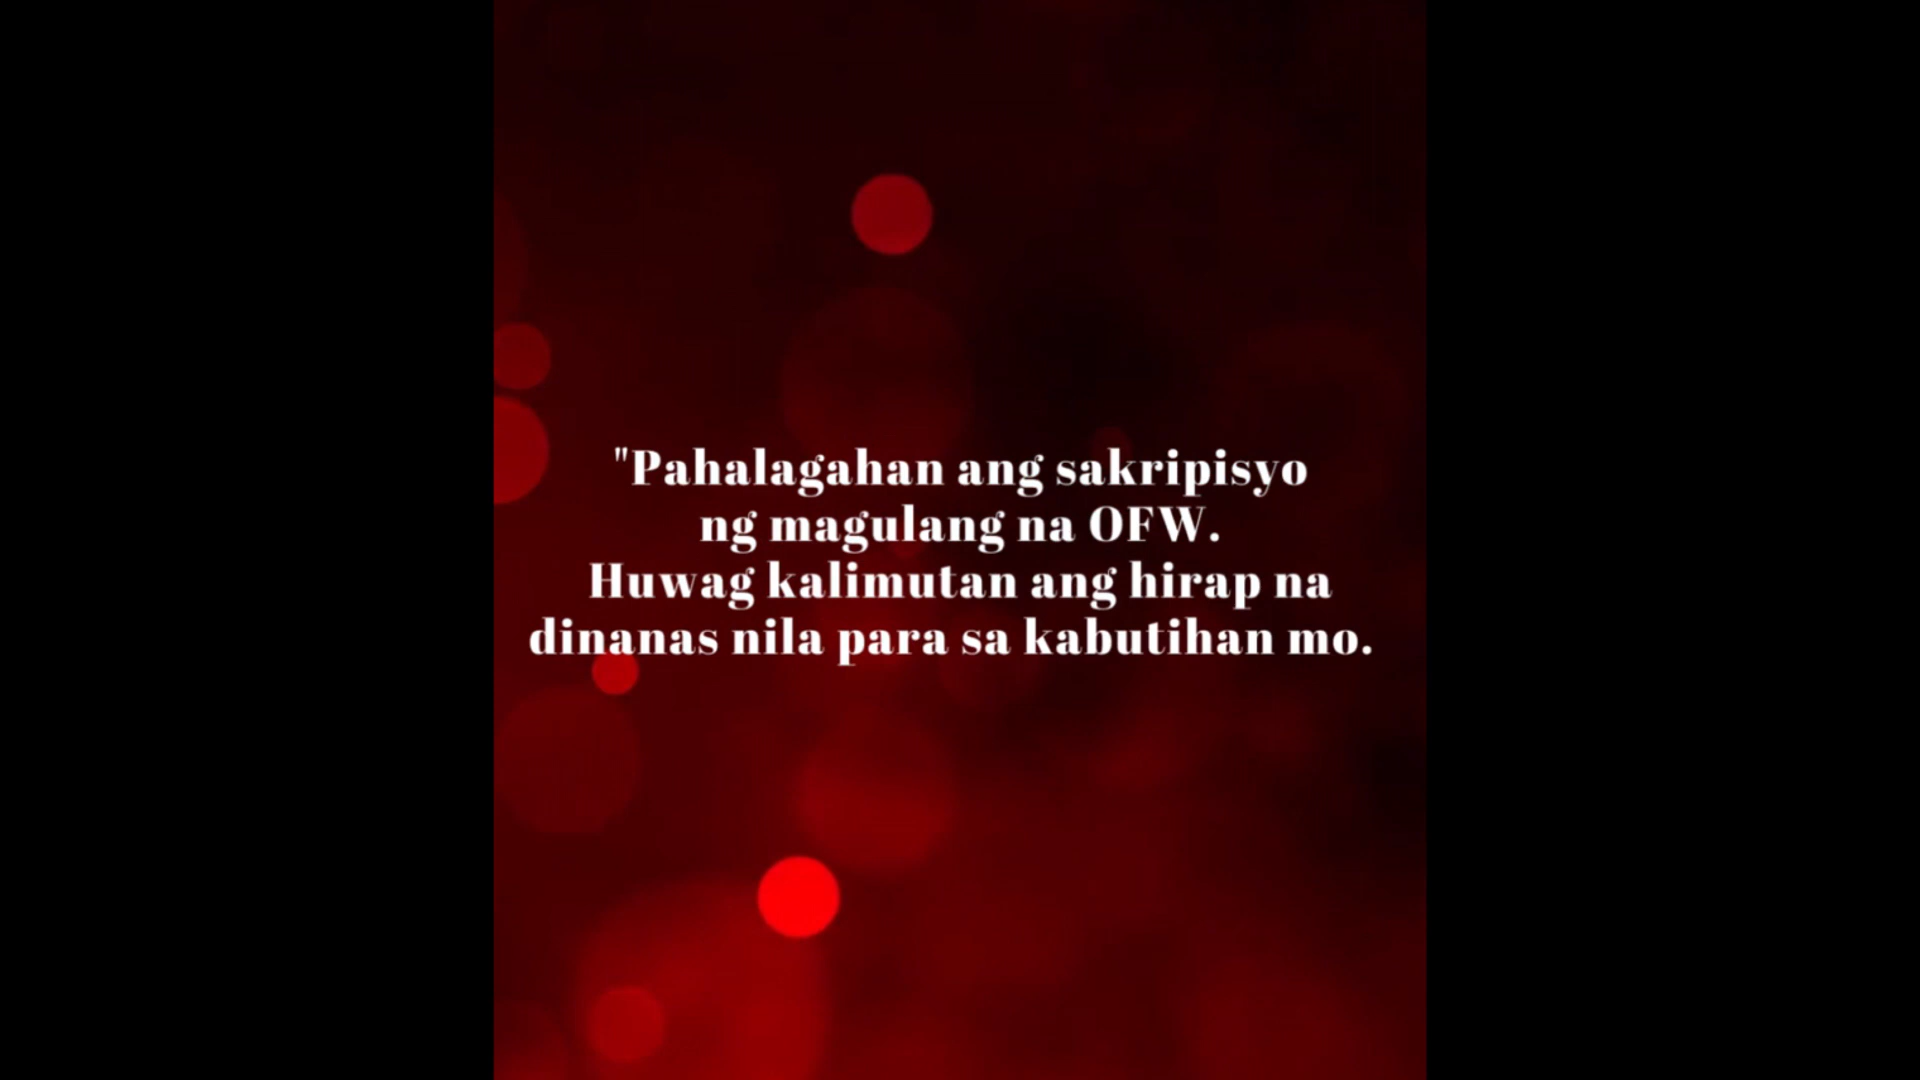 "Pahalagahan ang sakripisyo
ng magulang na OFW.
Huwag kalimutan ang hirap na
dinanas nila para sa kabutihan mo.